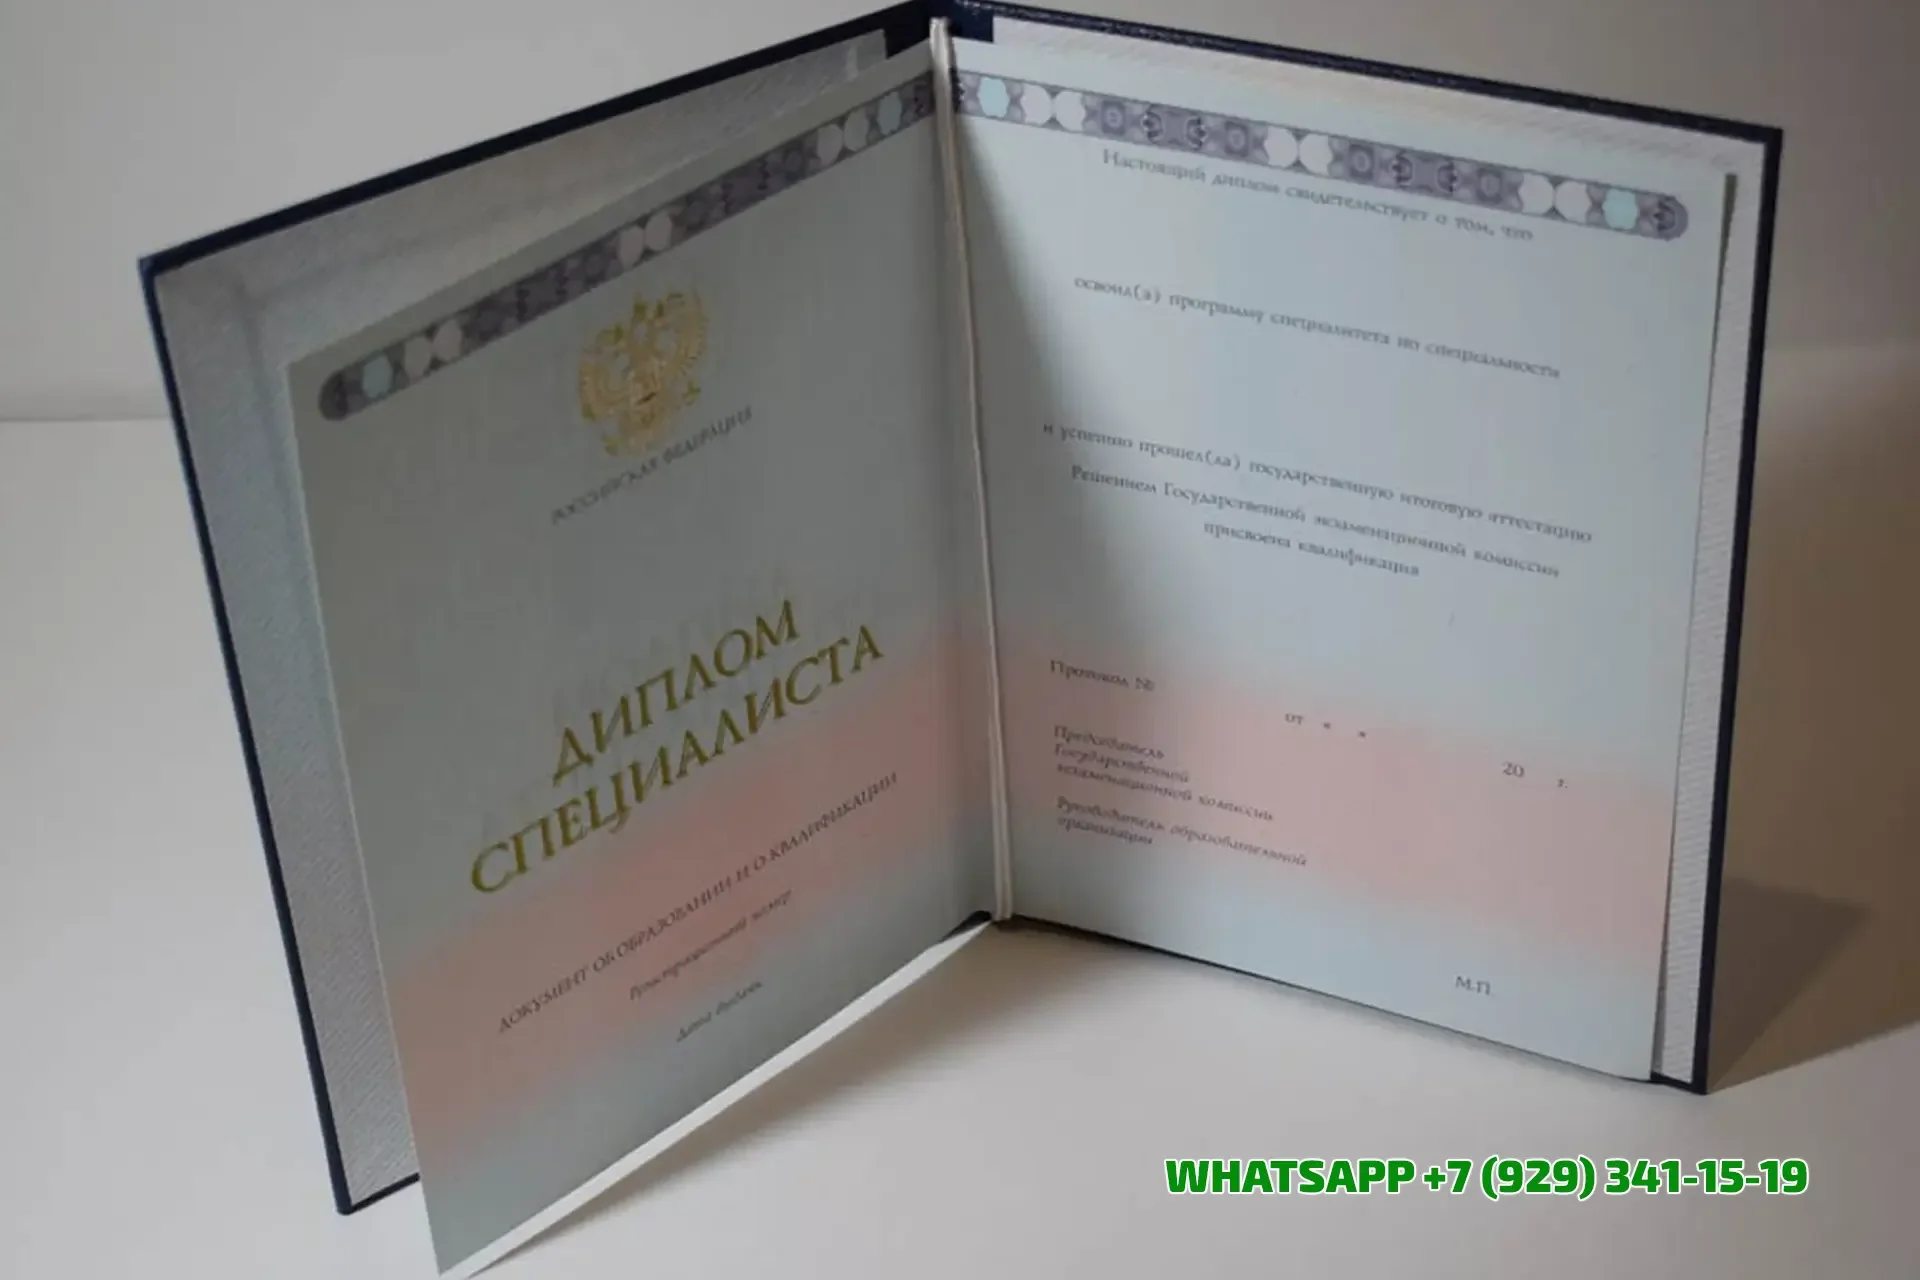 РОССИЙСКАЯ ФЕДЕРАЦИЯ
ДИПЛОМ
СПЕЦИАЛИСТА
ДОКУМЕНТ ОБ ОБРАЗОВАНИИ И О КВАЛИФИКАЦИИ
Регистрационный номер
Дата выдачи
Настоящий диплом свидетельствует о том, что
освоил(а) программу специалитета по специальности
и успешно прошел(ла) государственную итоговую аттестацию
Решением Государственной экзаменационной комиссии
присвоена квалификация
Протокол №
от « »
20 г.
Председатель
Государственной
экзаменационной комиссии
Руководитель образовательной
организации
М.П.
WHATSAPP +7 (929) 341-15-19